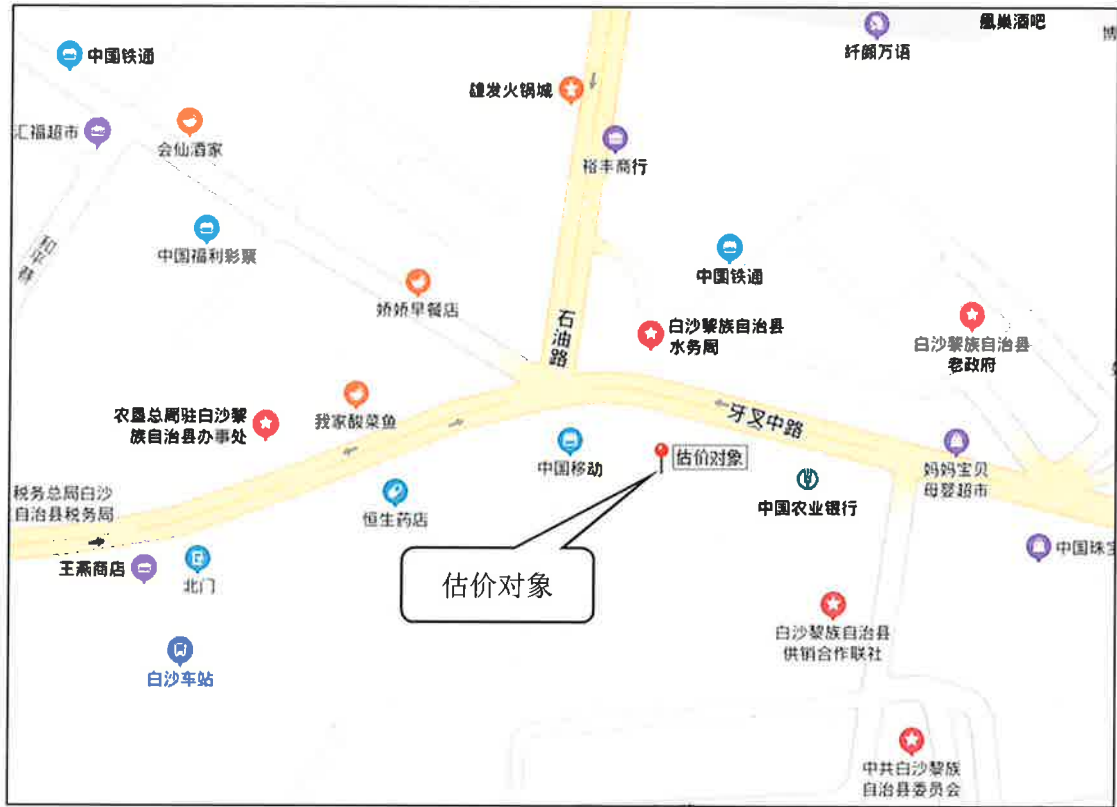 中国铁通
纤颜万语
凰巢酒吧
博
雄发火锅城
汇福超市
会仙酒家
裕丰商行
和平巷
中国福利彩票
中国铁通
娇娇早餐店
石油路
白沙黎族自治县
水务局
白沙黎族自治县
老政府
农垦总局驻白沙黎
族自治县办事处
我家酸菜鱼
牙叉中路
中国移动
估价对象
妈妈宝贝
母婴超市
中国农业银行
税务总局白沙
自治县税务局
恒生药店
王燕商店
北门
估价对象
中国珠宝
白沙黎族自治县
供销合作联社
白沙车站
中共白沙黎族
自治县委员会